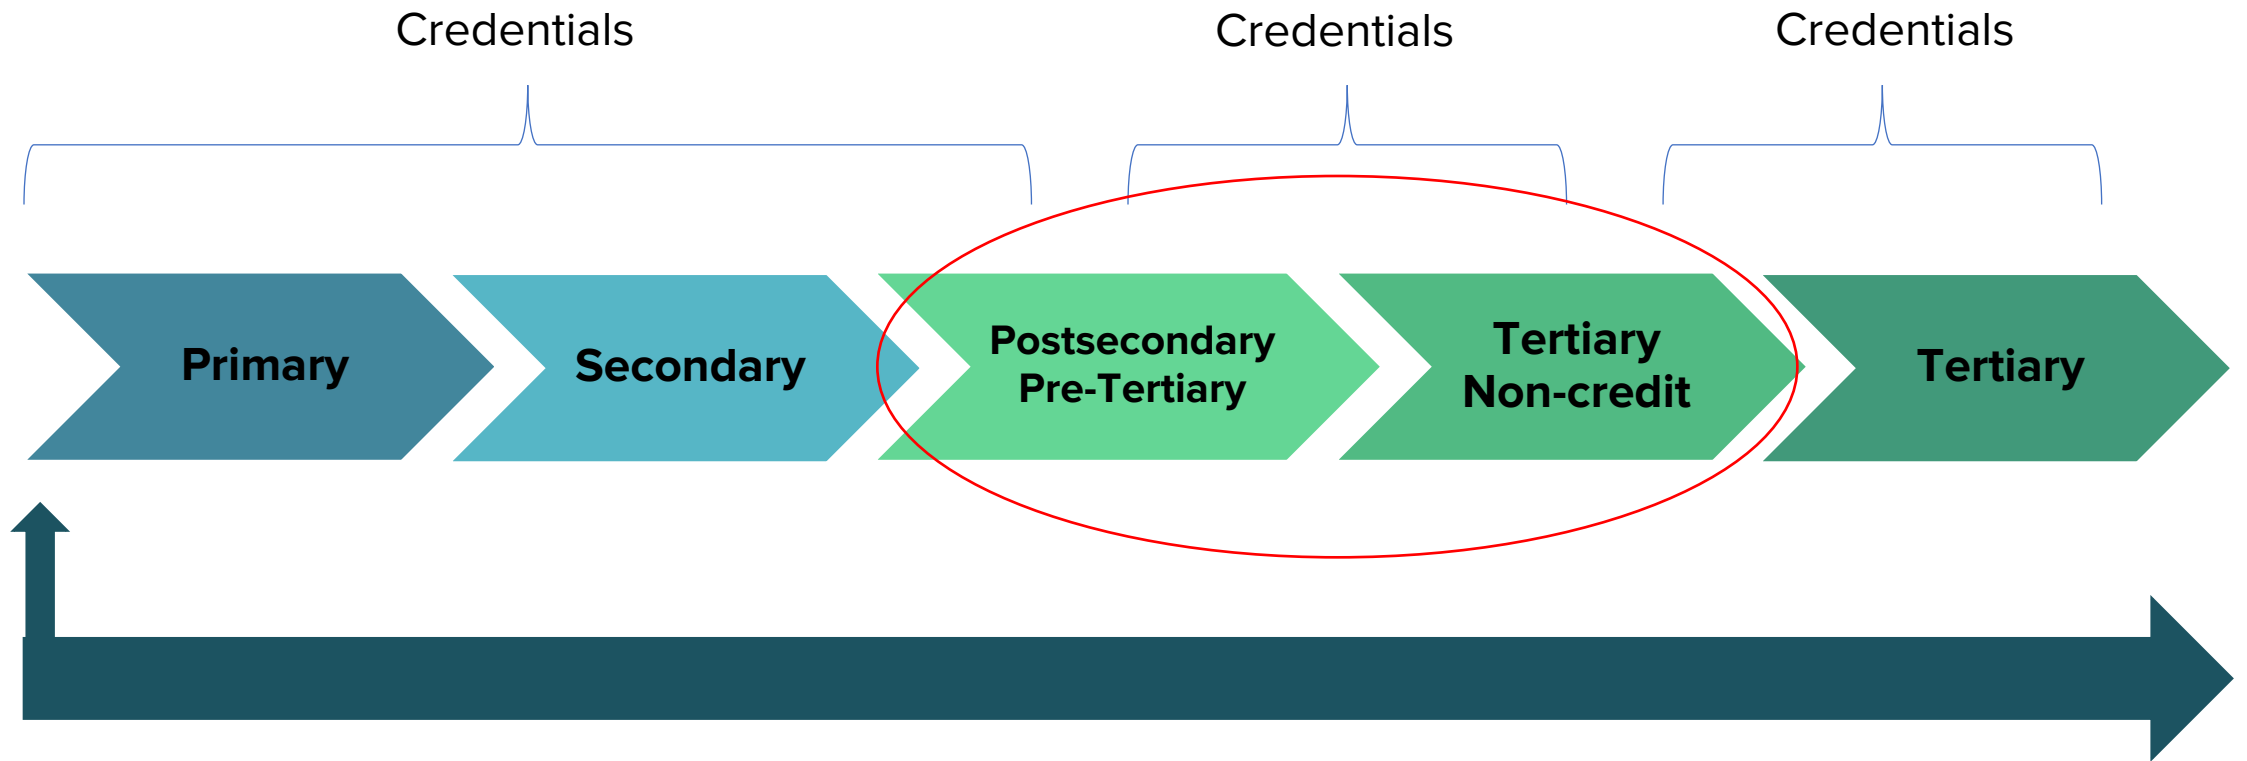 Credentials
Credentials
Credentials
Primary
Secondary
Postsecondary
Pre-Tertiary
Tertiary
Non-credit
Tertiary